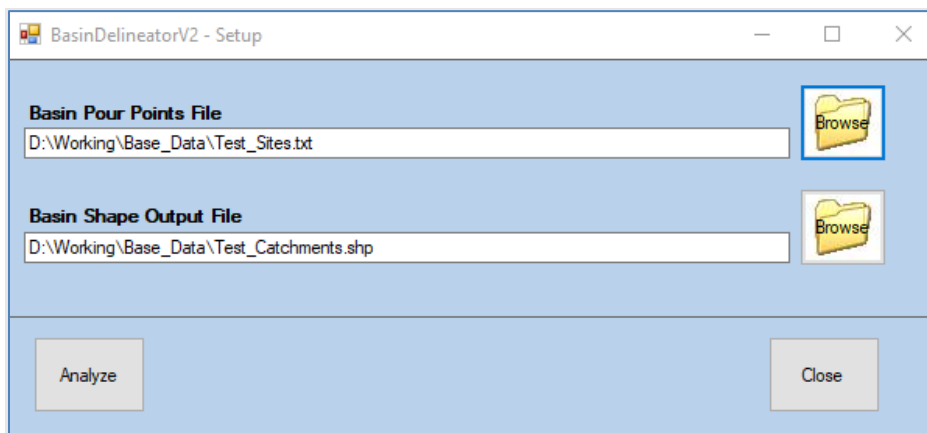 BasinDelineatorV2 - Setup
Basin Pour Points File
D:\Working\Base_Data\Test_Sites.txt
Browse
Basin Shape Output File
D:\Working\Base_Data\Test_Catchments.shp
Browse
Analyze
Close